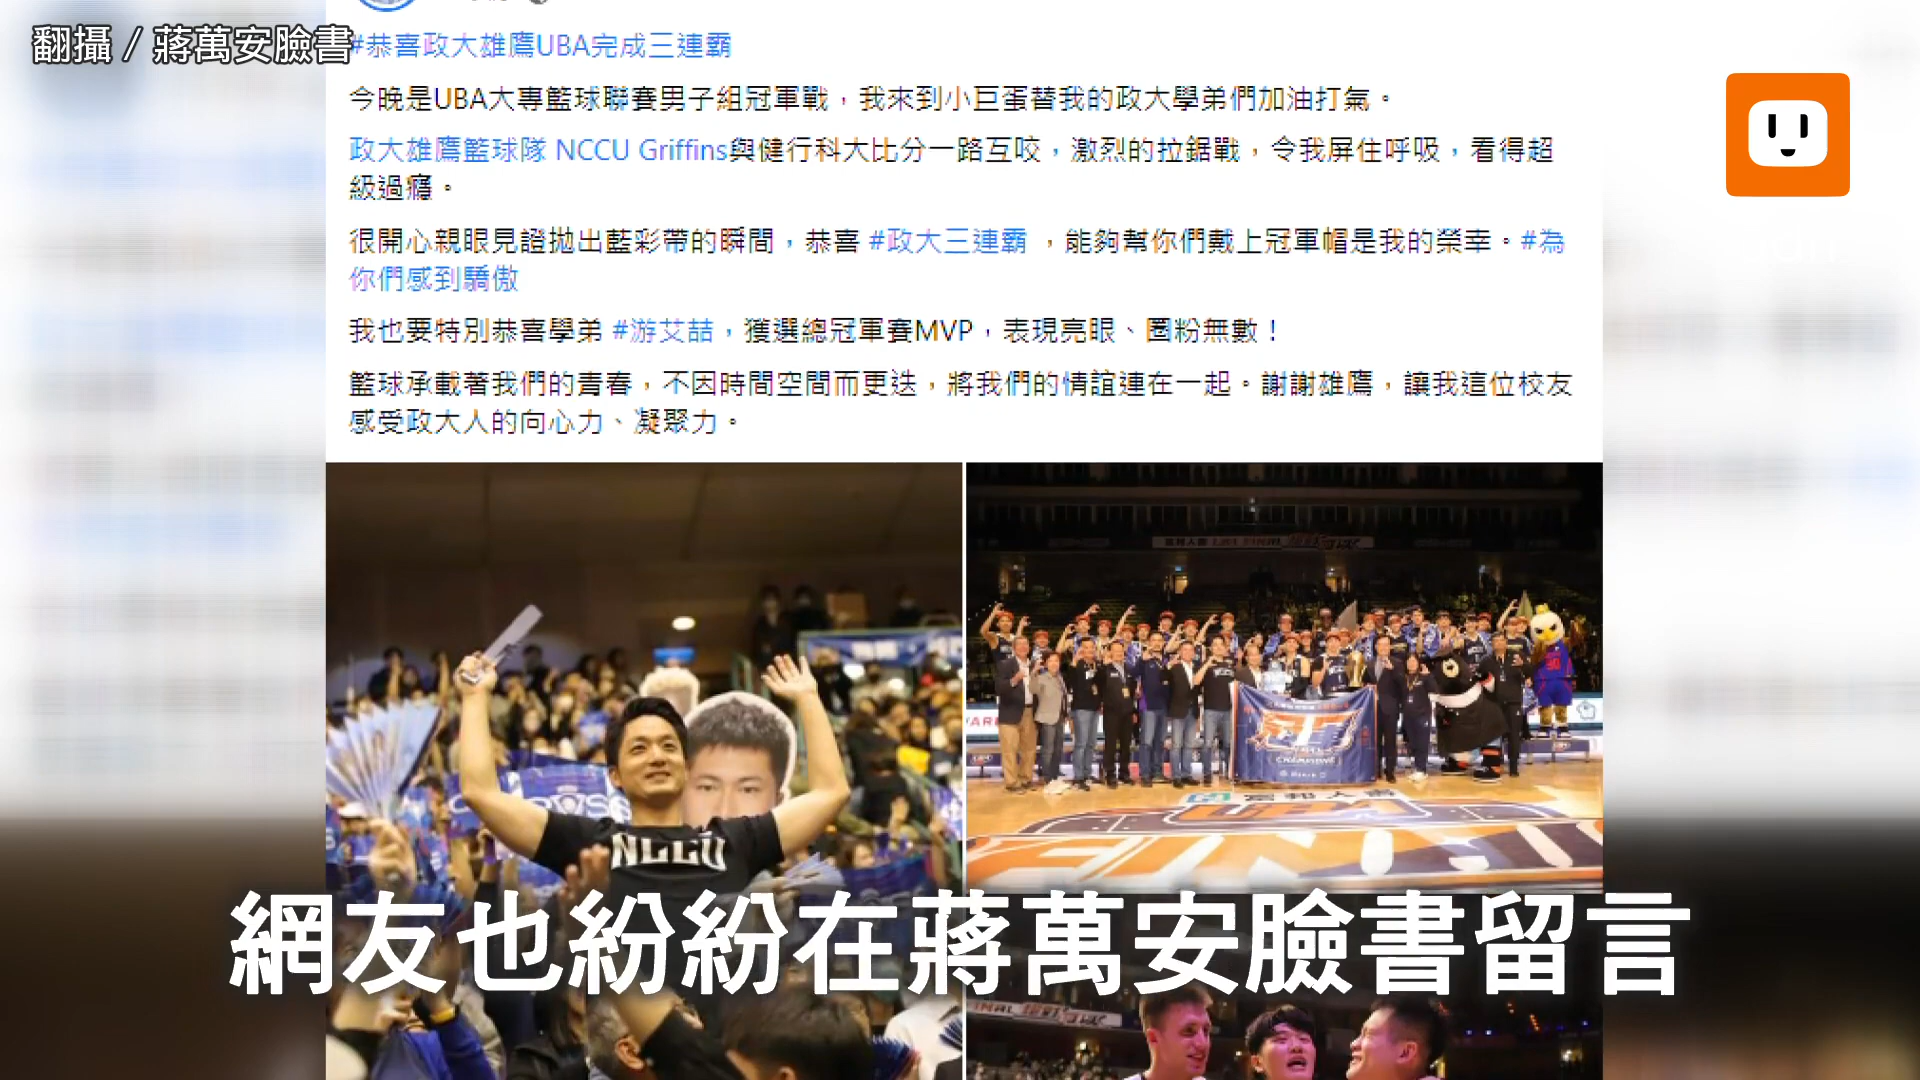 翻攝 / 蔣萬安臉書
#恭喜政大雄鷹UBA完成三連霸
今晚是UBA大專籃球聯賽男子組冠軍戰，我來到小巨蛋替我的政大學弟們加油打氣。
政大雄鷹籃球隊 NCCU Griffins與健行科大比分一路互咬，激烈的拉鋸戰，令我屏住呼吸，看得超
級過癮。
很開心親眼見證拋出藍彩帶的瞬間，恭喜 #政大三連霸 ，能夠幫你們戴上冠軍帽是我的榮幸。#為
你們感到驕傲
我也要特別恭喜學弟 #游艾喆，獲選總冠軍賽MVP，表現亮眼、圈粉無數！
籃球承載著我們的青春，不因時間空間而更迭，將我們的情誼連在一起。謝謝雄鷹，讓我這位校友
感受政大人的向心力、凝聚力。
NCCU
CHAMPIONS
UBA
網友也紛紛在蔣萬安臉書留言